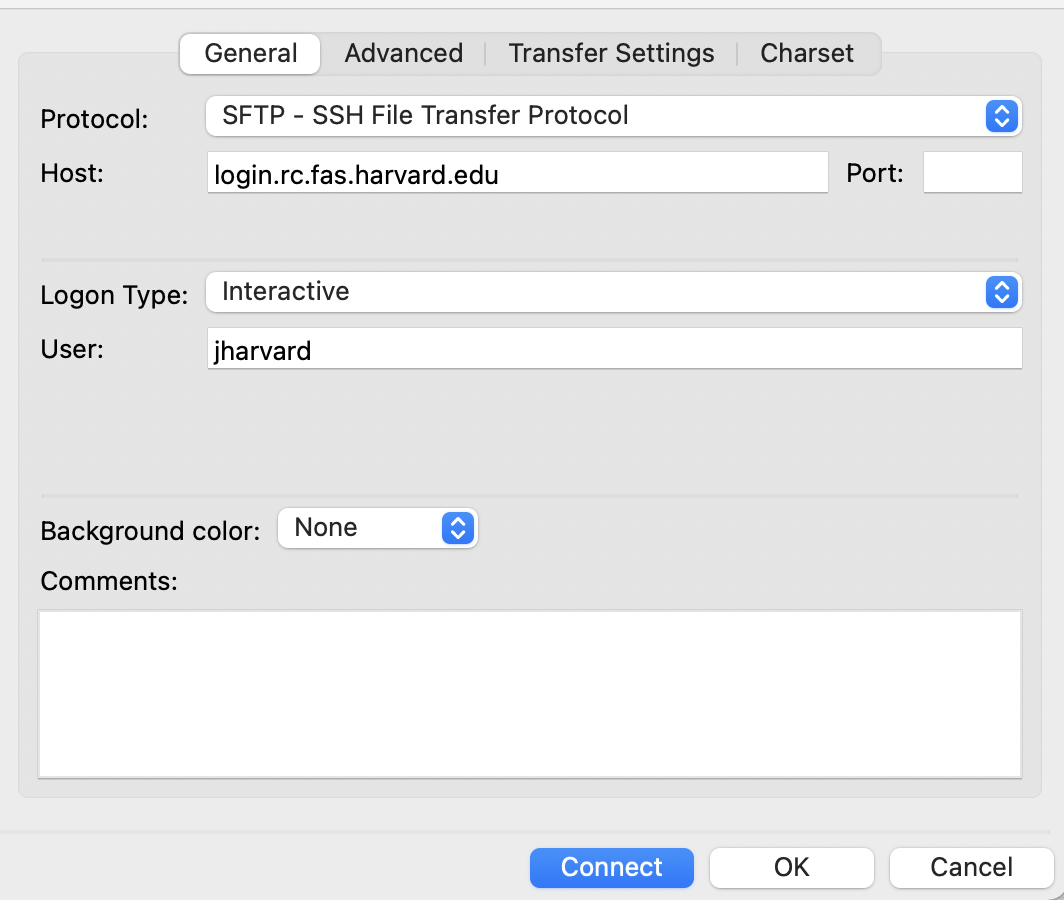 General Advanced Transfer Settings Charset
Protocol: SFTP - SSH File Transfer Protocol
Host: login.rc.fas.harvard.edu Port:
Logon Type: Interactive
User: jharvard
Background color: None
Comments:
Connect OK Cancel